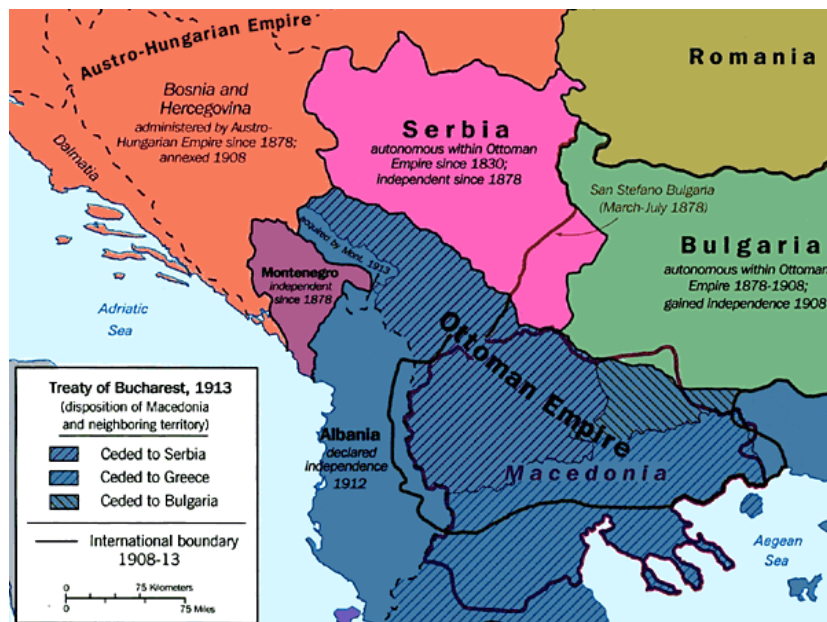 Austro-Hungarian Empire
Romania
Bosnia and
Hercegovina
administered by Austro-
Hungarian Empire since 1878;
annexed 1908
Dalmatia
Serbia
autonomous within Ottoman
Empire since 1830;
independent since 1878
San Stefano Bulgaria
(March-July 1878)
Bulgaria
autonomous within Ottoman
Empire 1878-1908;
gained independence 1908
acquired by Mont. 1913
Montenegro
independent
since 1878
Adriatic
Sea
Ottoman Empire
Albania
declared
independence
1912
Macedonia
Aegean
Sea
Treaty of Bucharest, 1913
(disposition of Macedonia
and neighboring territory)
Ceded to Serbia
Ceded to Greece
Ceded to Bulgaria
International boundary
1908-13
0 75 Kilometers
0 75 Miles